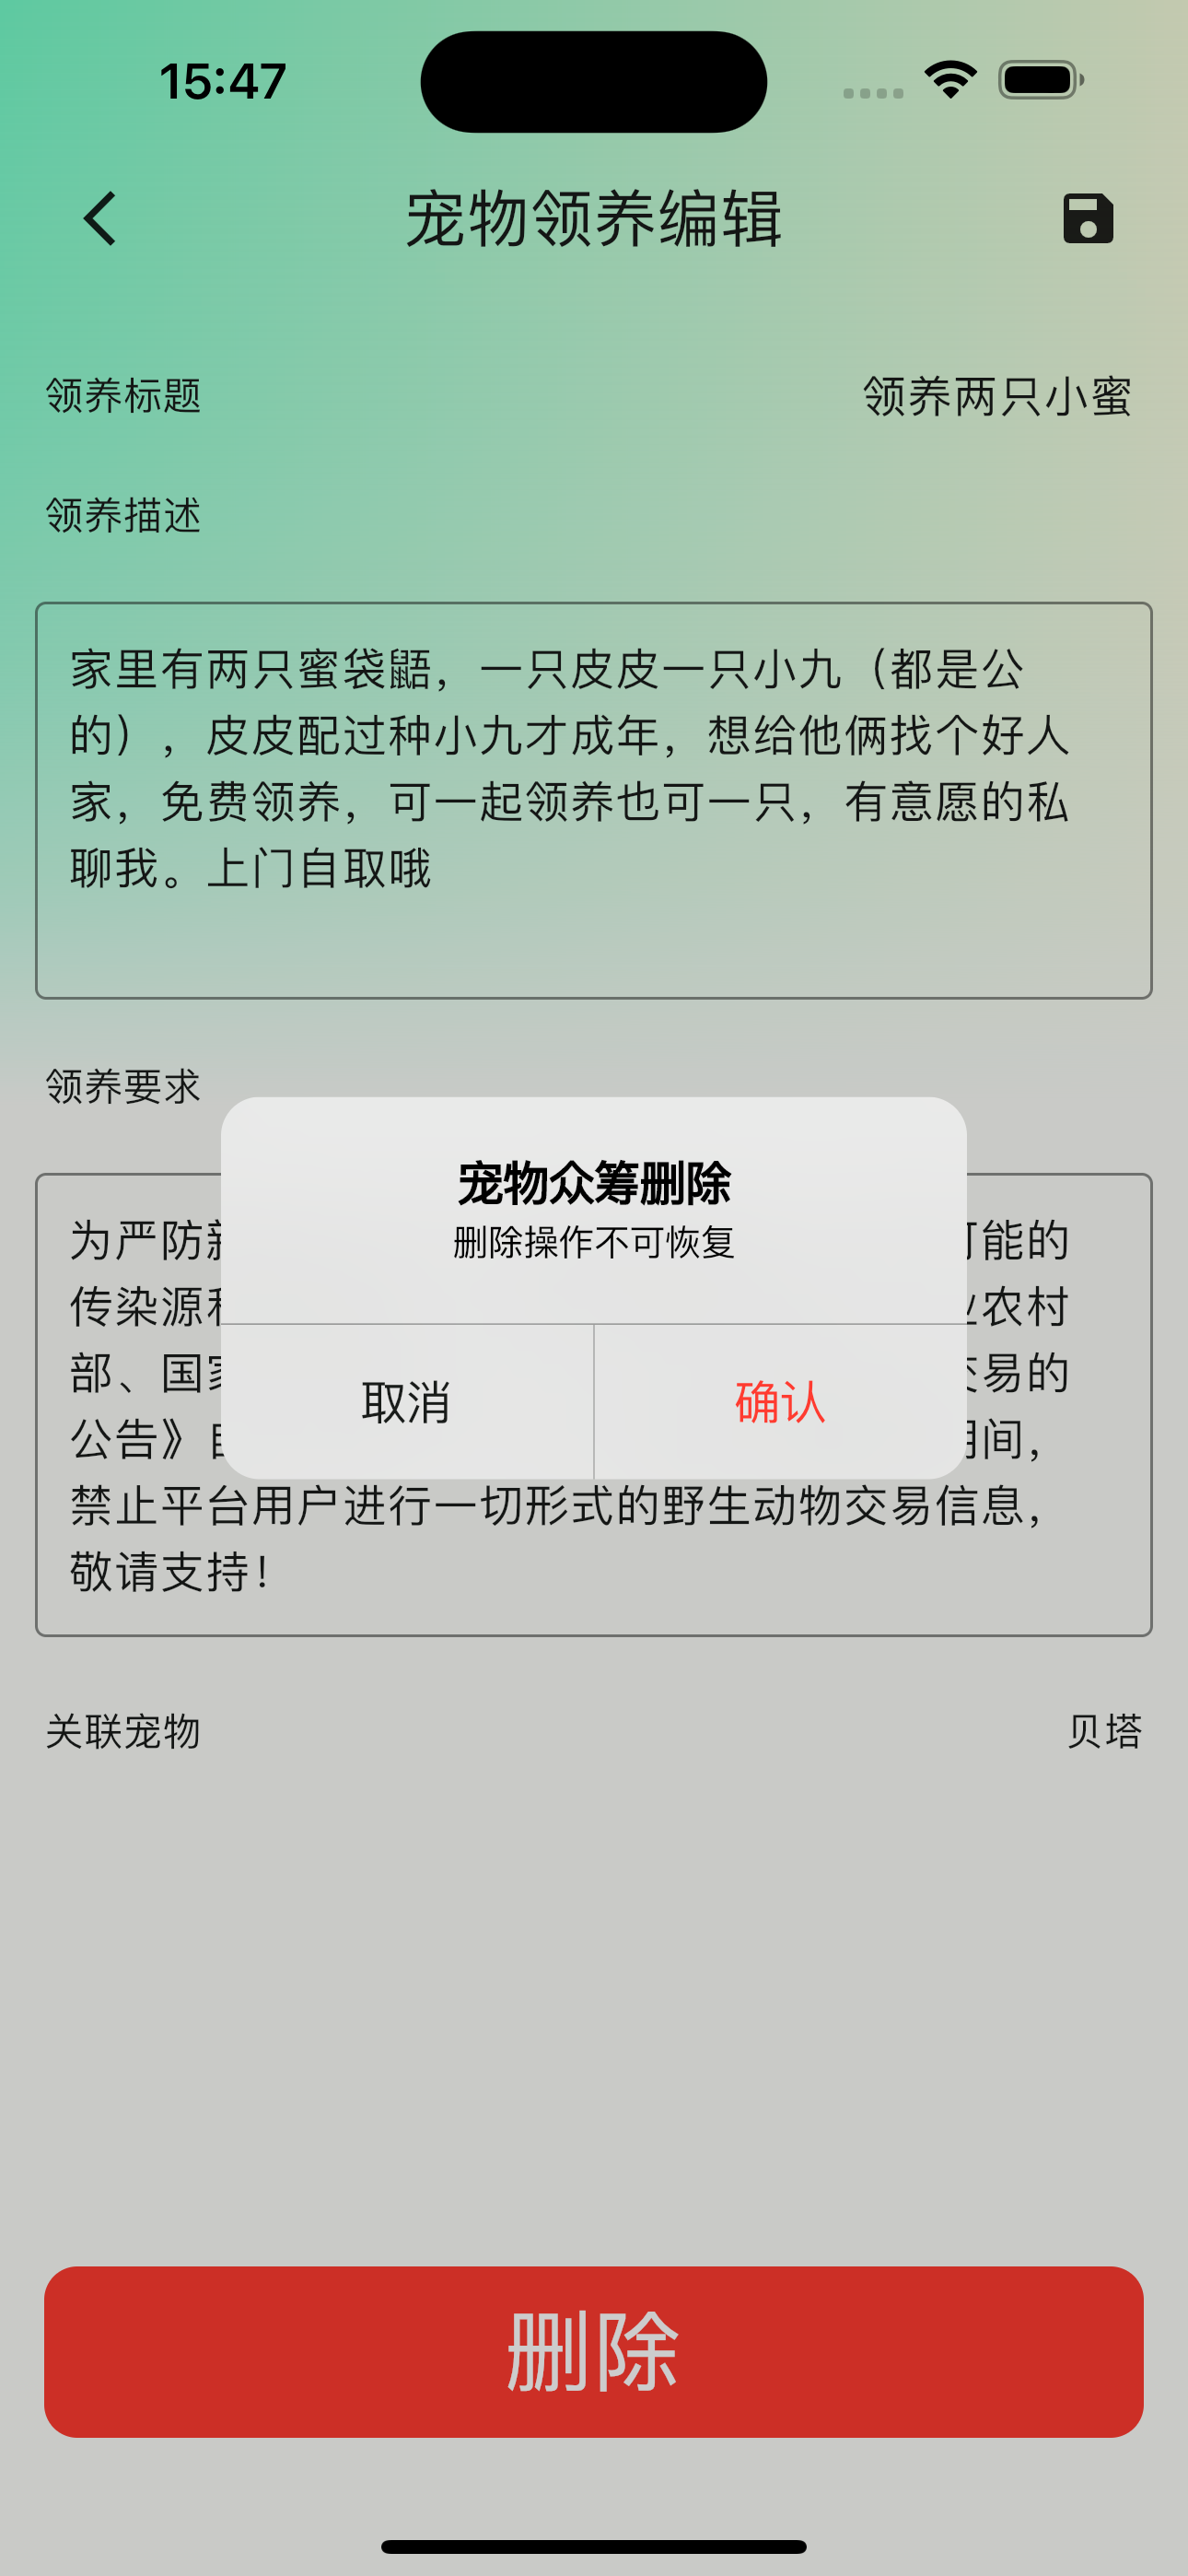 15:47
宠物领养编辑
领养标题
领养两只小蜜
领养描述
家里有两只蜜袋鼯，一只皮皮一只小九（都是公
的），皮皮配过种小九才成年，想给他俩找个好人
家，免费领养，可一起领养也可一只，有意愿的私
聊我。上门自取哦
领养要求
为严防
可能的
传染源
农村
部、国
交易的
公告》
期间，
禁止平台用户进行一切形式的野生动物交易信息，
敬请支持！
宠物众筹删除
删除操作不可恢复
取消
确认
关联宠物
贝塔
删除